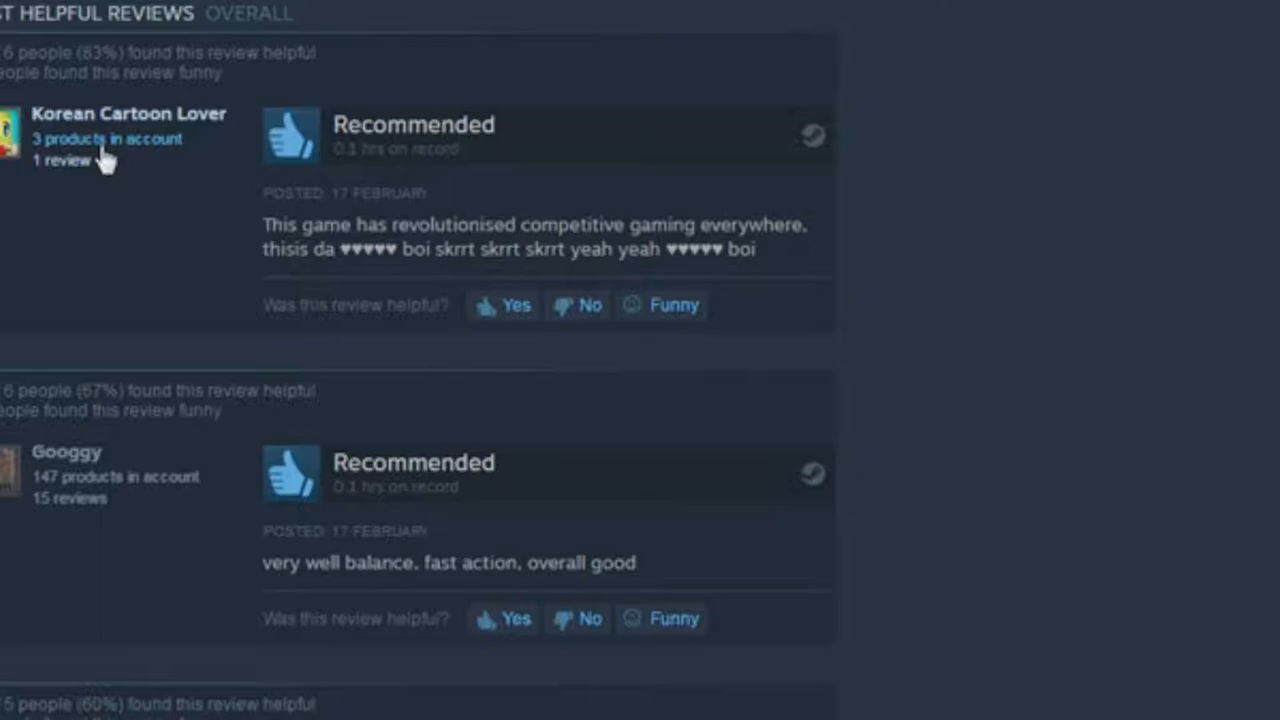 ST HELPFUL REVIEWS OVERALL
6 people (83%) found this review helpful
eople found this review funny
Korean Cartoon Lover
3 products in account
1 review
Recommended
0.1 hrs on record
POSTED: 17 FEBRUARY
This game has revolutionised competitive gaming everywhere.
thisis da ♥♥♥♥♥ boi skrrt skrrt skrrt yeah yeah ♥♥♥♥♥ boi
Was this review helpful? Yes No Funny
6 people (67%) found this review helpful
eople found this review funny
Googgy
147 products in account
15 reviews
Recommended
0.1 hrs on record
POSTED: 17 FEBRUARY
very well balance. fast action. overall good
Was this review helpful? Yes No Funny
5 people (60%) found this review helpful